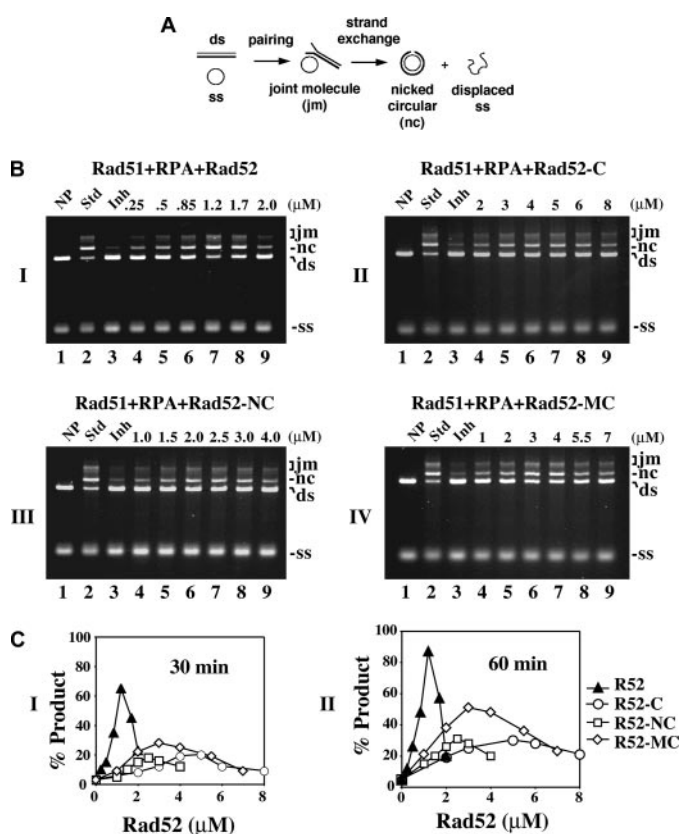 A
ds pairing strand exchange
ss joint molecule (jm) nicked circular (nc) + displaced ss
B
Rad51+RPA+Rad52
NP Std Inh .25 .5 .85 1.2 1.7 2.0 (μM)
jm
nc
ds
I
ss
1 2 3 4 5 6 7 8 9
Rad51+RPA+Rad52-C
NP Std Inh 2 3 4 5 6 8 (μM)
jm
nc
ds
II
ss
1 2 3 4 5 6 7 8 9
Rad51+RPA+Rad52-NC
NP Std Inh 1.0 1.5 2.0 2.5 3.0 4.0 (μM)
jm
nc
ds
III
ss
1 2 3 4 5 6 7 8 9
Rad51+RPA+Rad52-MC
NP Std Inh 1 2 3 4 5.5 7 (μM)
jm
nc
ds
IV
ss
1 2 3 4 5 6 7 8 9
C
I
30 min
% Product
100
80
60
40
20
0
0 2 4 6 8
Rad52 (μM)
II
60 min
% Product
100
80
60
40
20
0
0 2 4 6 8
Rad52 (μM)
R52
R52-C
R52-NC
R52-MC